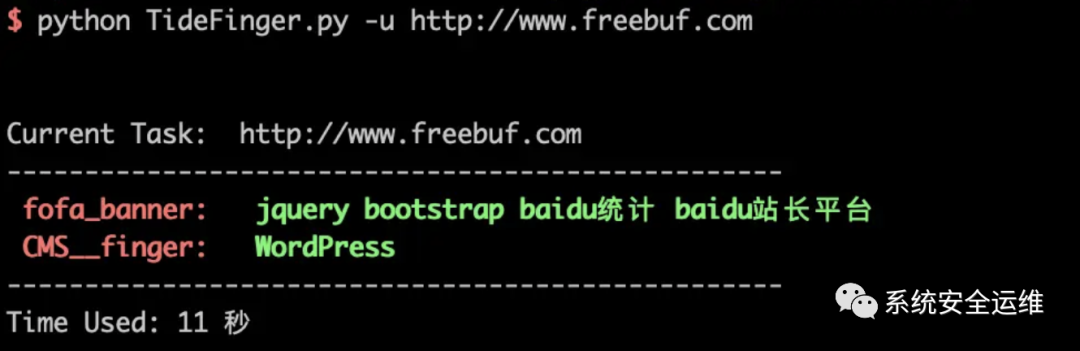 $ python TideFinger.py -u http://www.freebuf.com
Current Task:  http://www.freebuf.com
--------------------------------------------------
fofa_banner:   jquery bootstrap baidu统计 baidu站长平台
CMS__finger:   WordPress
--------------------------------------------------
系统安全运维
Time Used: 11 秒